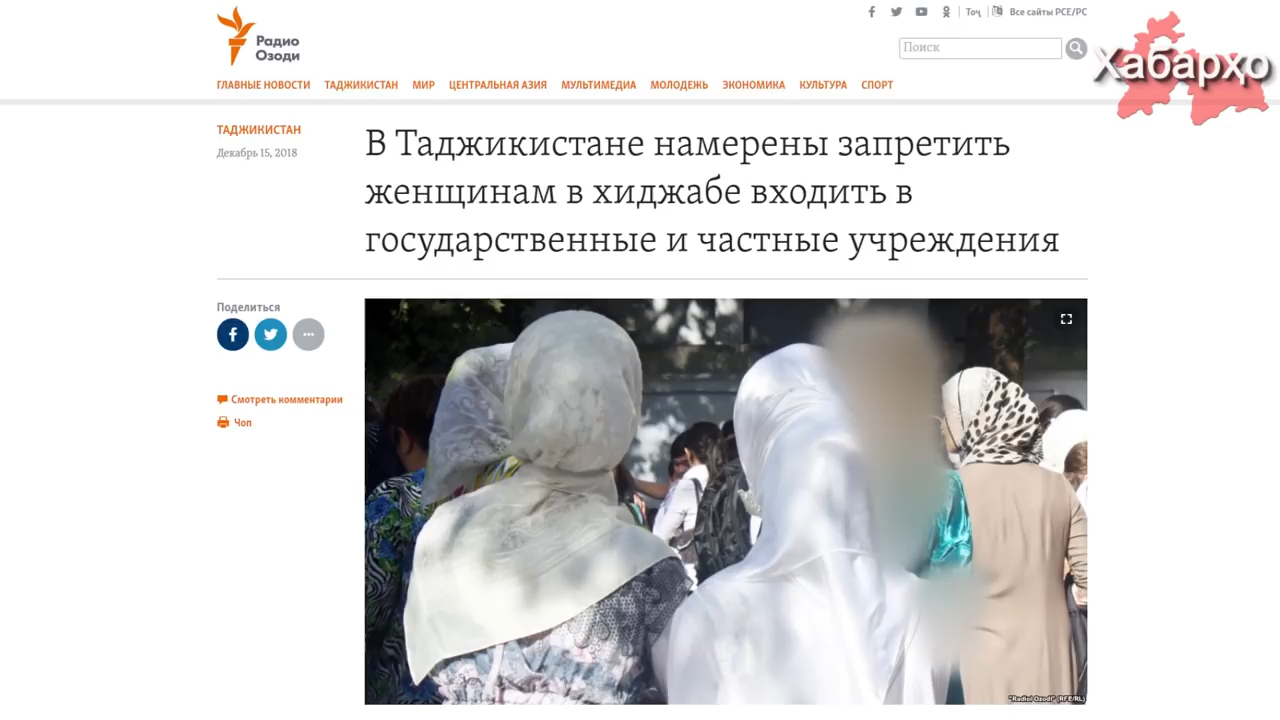 Тоҷ
Все сайты РСЕ/РС
Радио
Озоди
Поиск
Хабарҳо
ГЛАВНЫЕ НОВОСТИ ТАДЖИКИСТАН МИР ЦЕНТРАЛЬНАЯ АЗИЯ МУЛЬТИМЕДИА МОЛОДЕЖЬ ЭКОНОМИКА КУЛЬТУРА СПОРТ
ТАДЖИКИСТАН
Декабрь 15, 2018
В Таджикистане намерены запретить
женщинам в хиджабе входить в
государственные и частные учреждения
Поделиться
Смотреть комментарии
Чоп
"Radioi Ozodi" (RFE/RL)